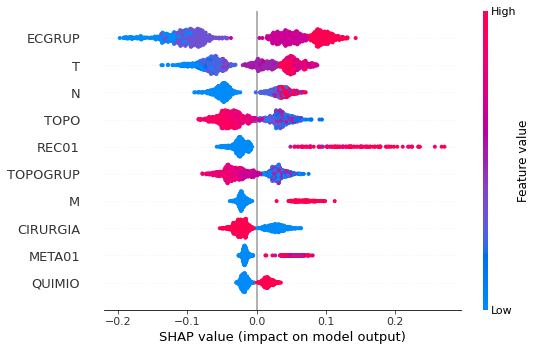 High
ECGRUP
T
N
TOPO
REC01
TOPOGRUP
M
CIRURGIA
META01
QUIMIO
Feature value
Low
−0.2 −0.1 0.0 0.1 0.2
SHAP value (impact on model output)